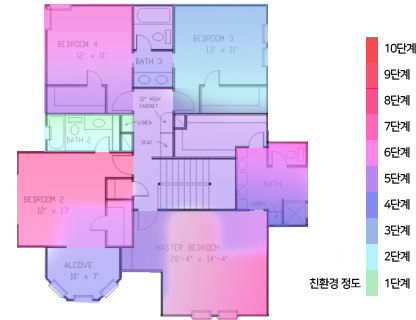 BEDROOM 4
12' x 11'
BEDROOM 3
13' x 11'
BATH 3
32" HIGH
CABINET
LINEN
SEAT
BATH 2
BEDROOM 2
12' x 13'
BATH
LINEN
MASTER BEDROOM
20'-4" x 14'-4"
ALCOVE
10' x 7'
10단계
9단계
8단계
7단계
6단계
5단계
4단계
3단계
2단계
친환경 정도 1단계